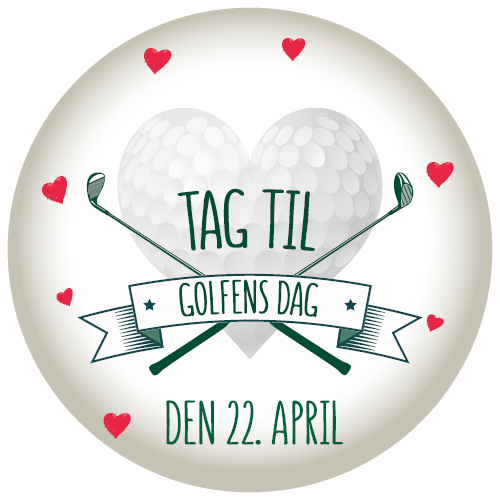 TAG TIL
GOLFENS DAG
DEN 22. APRIL